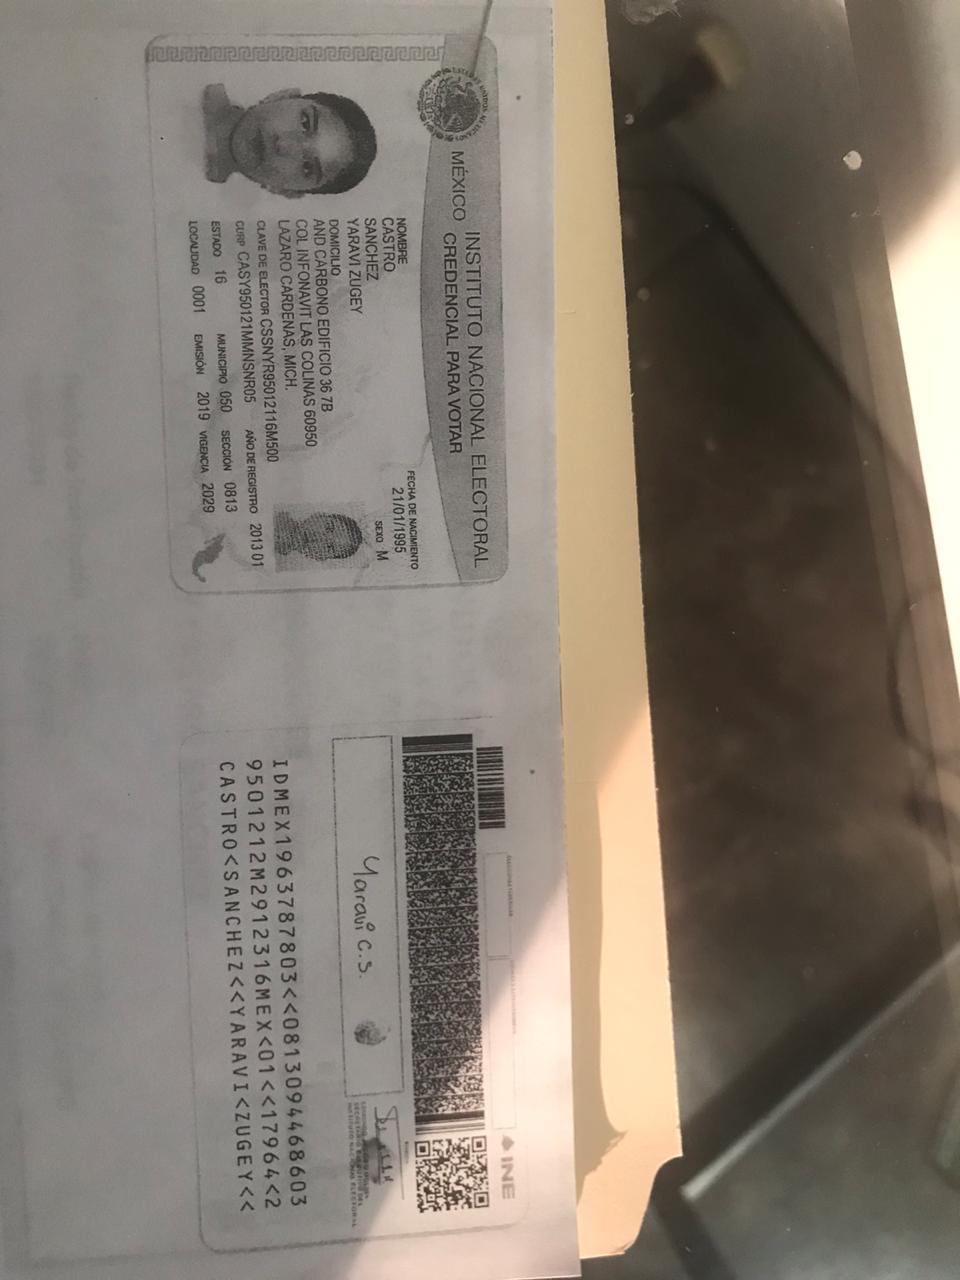 MÉXICO INSTITUTO NACIONAL ELECTORAL
CREDENCIAL PARA VOTAR
NOMBRE
CASTRO
SANCHEZ
YARAVI ZUGEY
FECHA DE NACIMIENTO
21/01/1995
SEXO M
DOMICILIO
AND CARBONO EDIFICIO 36 7B
COL INFONAVIT LAS COLINAS 60950
LAZARO CARDENAS, MICH.
CLAVE DE ELECTOR CSSNYR95012116M500
CURP CASY950121MMNSNR05 AÑO DE REGISTRO 2013 01
ESTADO 16 MUNICIPIO 050 SECCIÓN 0813
LOCALIDAD 0001 EMISIÓN 2019 VIGENCIA 2029
INE
Yaravi C.S.
IDMEX1963787803<<0813094468603
9501212M2912316MEX<01<<17964<2
CASTRO<SANCHEZ<<YARAVI<ZUGEY<<